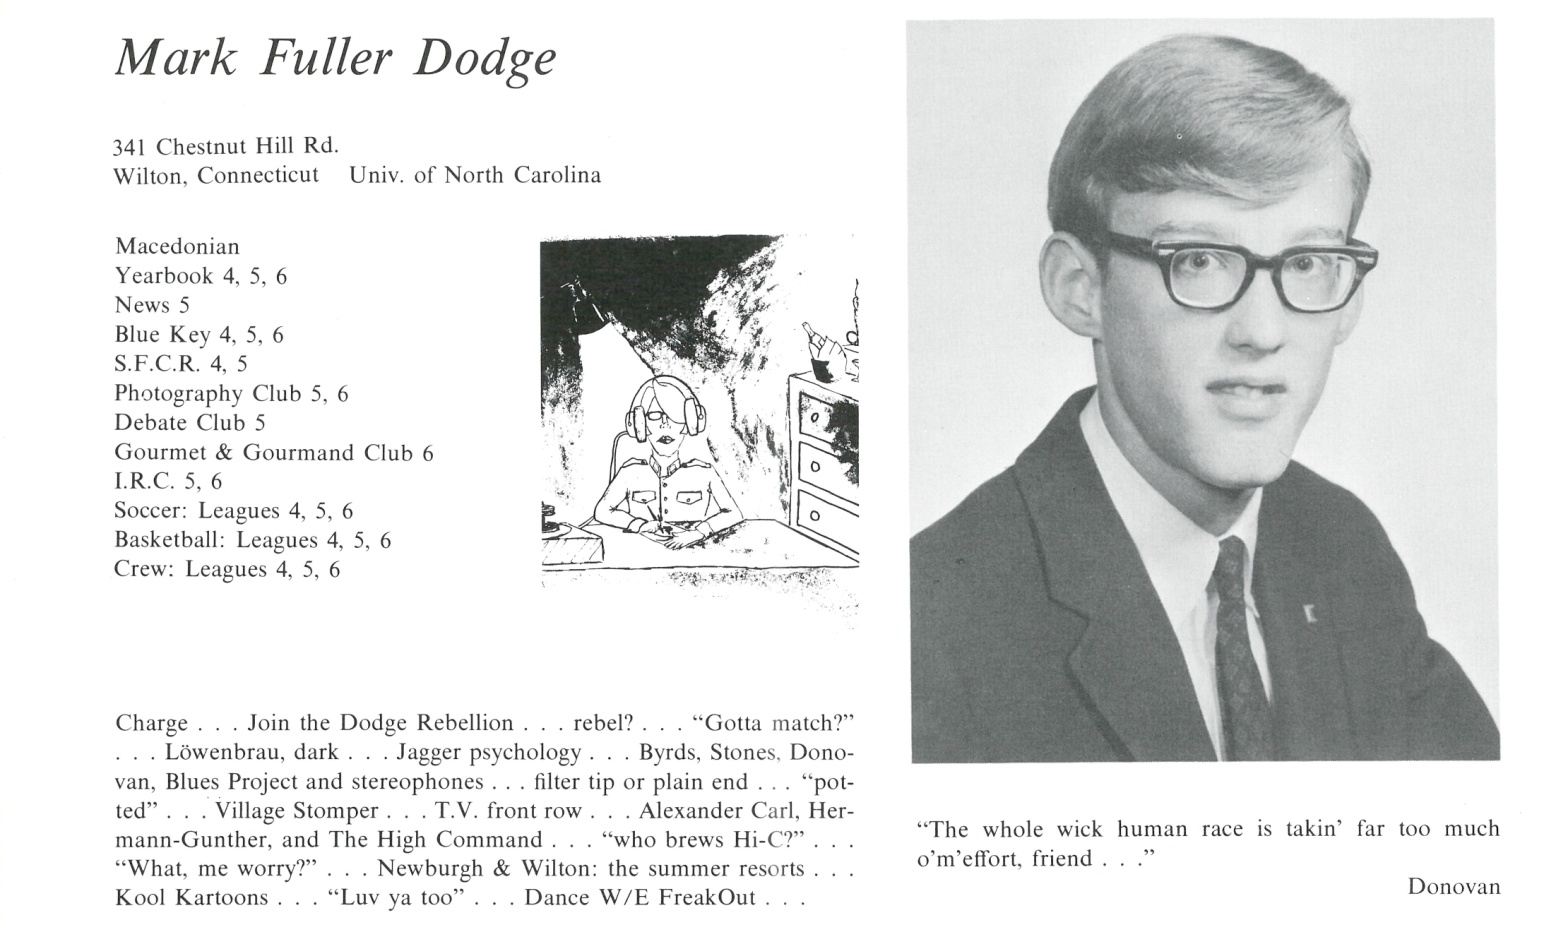 Mark Fuller Dodge
341 Chestnut Hill Rd.
Wilton, Connecticut Univ. of North Carolina
Macedonian
Yearbook 4, 5, 6
News 5
Blue Key 4, 5, 6
S.F.C.R. 4, 5
Photography Club 5, 6
Debate Club 5
Gourmet & Gourmand Club 6
I.R.C. 5, 6
Soccer: Leagues 4, 5, 6
Basketball: Leagues 4, 5, 6
Crew: Leagues 4, 5, 6
Charge . . . Join the Dodge Rebellion . . . rebel? . . . “Gotta match?”
. . . Löwenbrau, dark . . . Jagger psychology . . . Byrds, Stones, Dono-
van, Blues Project and stereophones . . . filter tip or plain end . . . “pot-
ted” . . . Village Stomper . . . T.V. front row . . . Alexander Carl, Her-
mann-Gunther, and The High Command . . . “who brews Hi-C?” . . .
“What, me worry?” . . . Newburgh & Wilton: the summer resorts . . .
Kool Kartoons . . . “Luv ya too” . . . Dance W/E FreakOut . . .
“The whole wick human race is takin’ far too much
o’m’effort, friend . . .”
Donovan